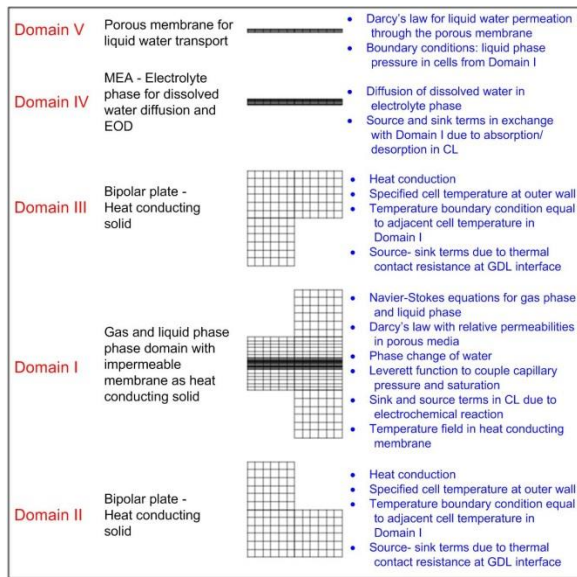 Domain V
Porous membrane for
liquid water transport
• Darcy's law for liquid water permeation
through the porous membrane
• Boundary conditions: liquid phase
pressure in cells from Domain I
Domain IV
MEA - Electrolyte
phase for dissolved
water diffusion and
EOD
• Diffusion of dissolved water in
electrolyte phase
• Source and sink terms in exchange
with Domain I due to absorption/
desorption in CL
Domain III
Bipolar plate -
Heat conducting
solid
• Heat conduction
• Specified cell temperature at outer wall
• Temperature boundary condition equal
to adjacent cell temperature in
Domain I
• Source- sink terms due to thermal
contact resistance at GDL interface
Domain I
Gas and liquid phase
phase domain with
impermeable
membrane as heat
conducting solid
• Navier-Stokes equations for gas phase
and liquid phase
• Darcy's law with relative permeabilities
in porous media
• Phase change of water
• Leverett function to couple capillary
pressure and saturation
• Sink and source terms in CL due to
electrochemical reaction
• Temperature field in heat conducting
membrane
Domain II
Bipolar plate -
Heat conducting
solid
• Heat conduction
• Specified cell temperature at outer wall
• Temperature boundary condition equal
to adjacent cell temperature in
Domain I
• Source- sink terms due to thermal
contact resistance at GDL interface